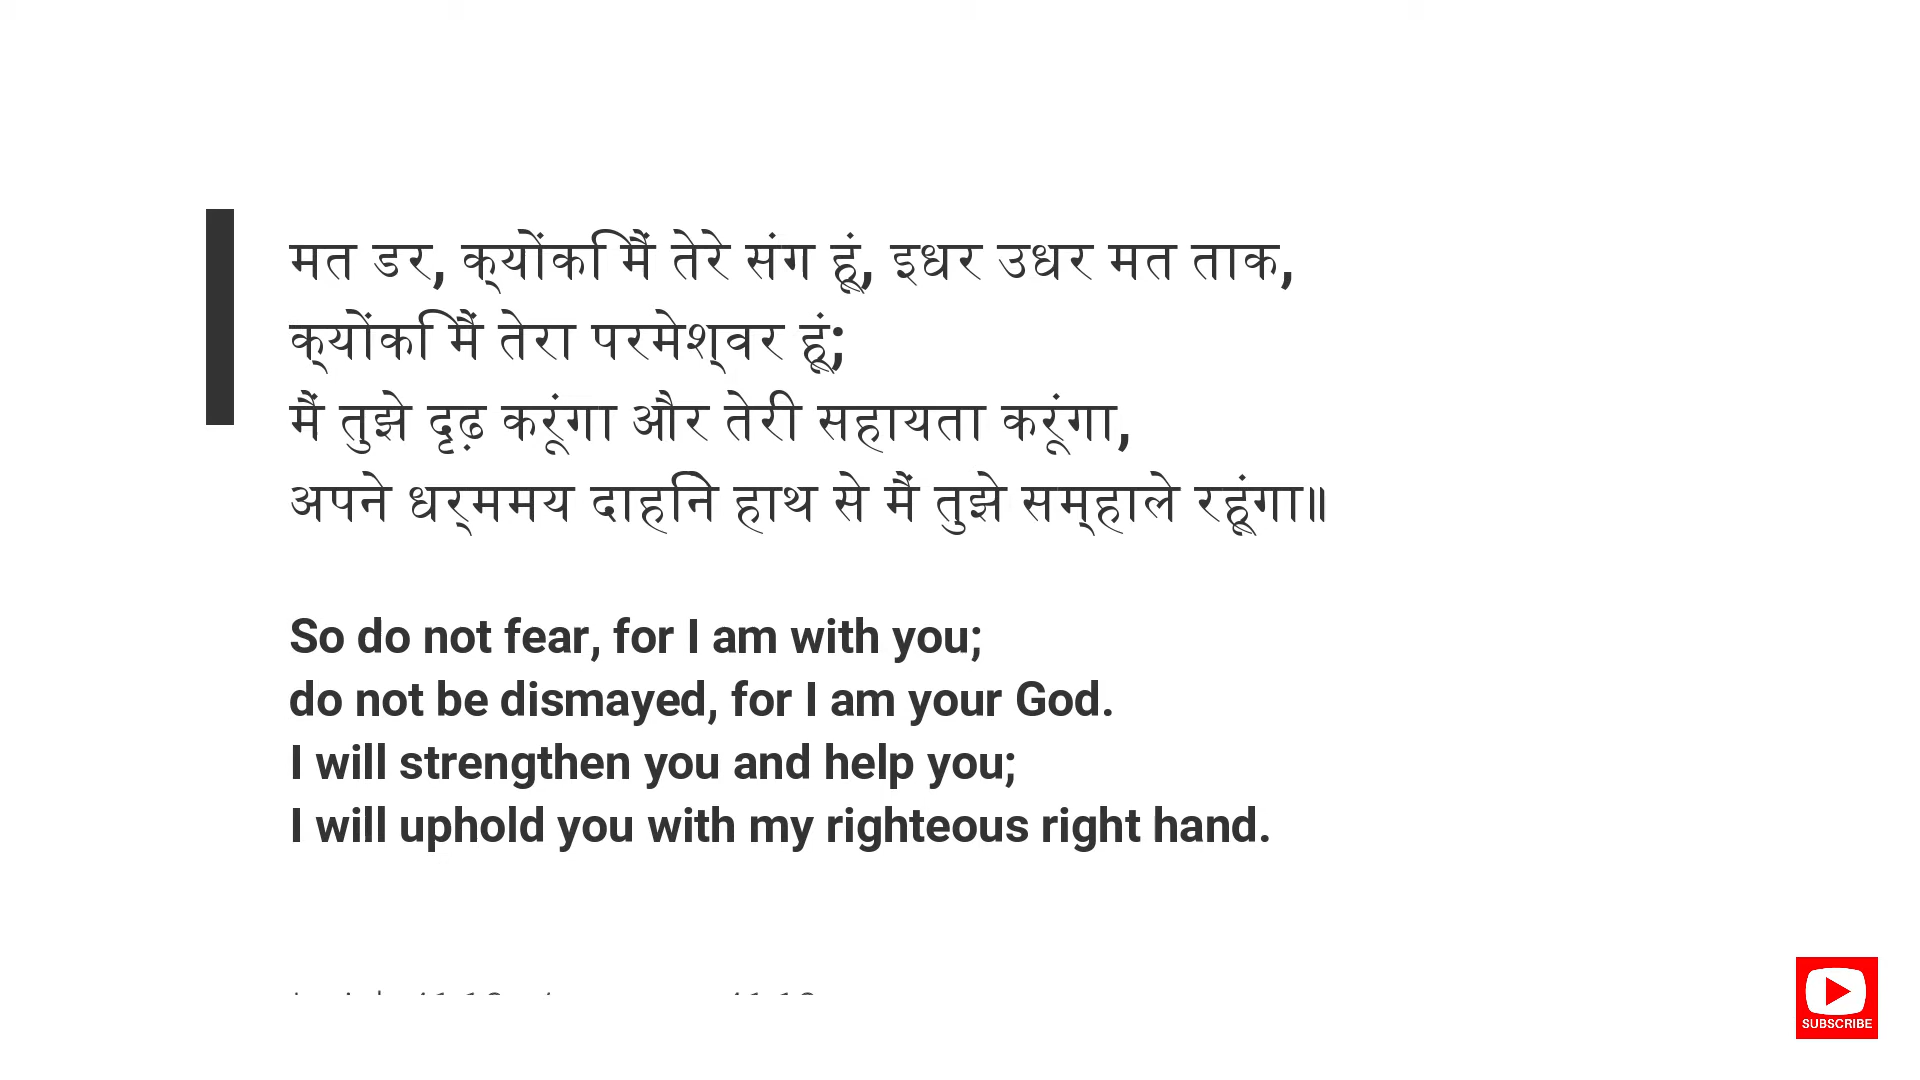 मत डर, क्योंकि मैं तेरे संग हूं, इधर उधर मत ताक,
क्योंकि मैं तेरा परमेश्वर हूं;
मैं तुझे दृढ़ करूंगा और तेरी सहायता करूंगा,
अपने धर्ममय दाहिने हाथ से मैं तुझे सम्हाले रहूंगा॥
So do not fear, for I am with you;
do not be dismayed, for I am your God.
I will strengthen you and help you;
I will uphold you with my righteous right hand.
SUBSCRIBE